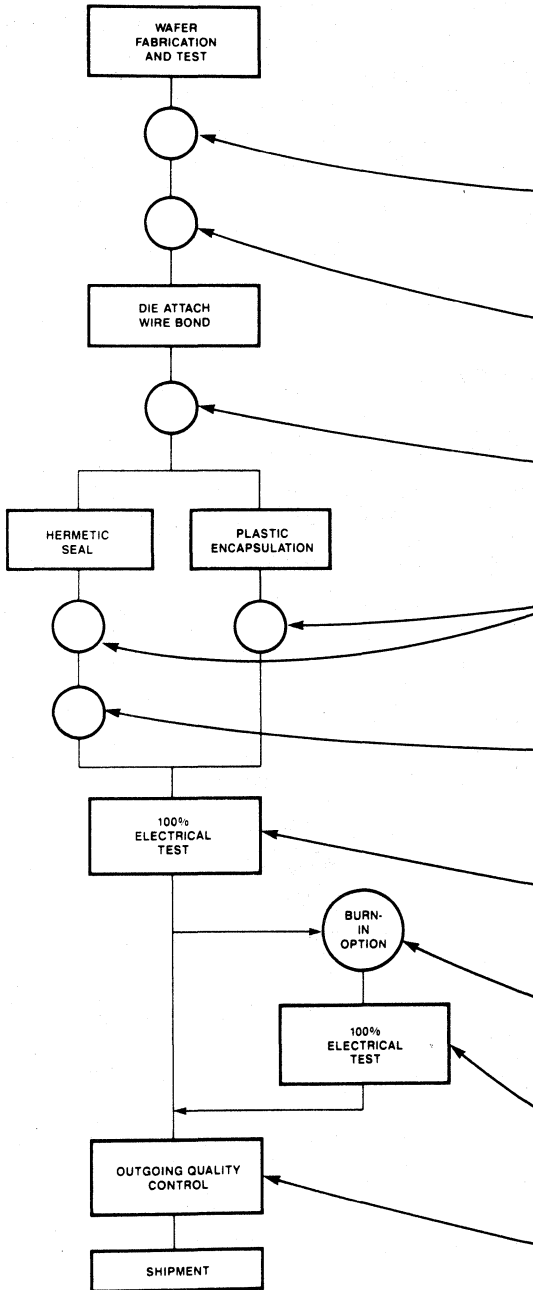 WAFER
FABRICATION
AND TEST
DIE ATTACH
WIRE BOND
HERMETIC
SEAL
PLASTIC
ENCAPSULATION
100%
ELECTRICAL
TEST
BURN-
IN
OPTION
100%
ELECTRICAL
TEST
OUTGOING QUALITY
CONTROL
SHIPMENT